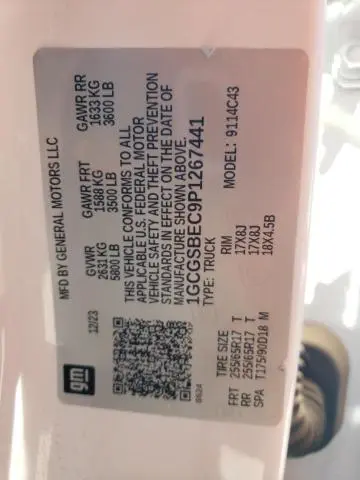 MFD BY GENERAL MOTORS LLC
12/23
GVWR GAWR FRT GAWR RR
2631 KG 1588 KG 1633 KG
5800 LB 3500 LB 3600 LB
THIS VEHICLE CONFORMS TO ALL
APPLICABLE U.S. FEDERAL MOTOR
VEHICLE SAFETY AND THEFT PREVENTION
STANDARDS IN EFFECT ON THE DATE OF
MANUFACTURE SHOWN ABOVE.
1GCGSBEC9P1267441
TYPE: TRUCK MODEL: 9114C43
gm
8624
TIRE SIZE RIM
FRT 255/65R17 T 17X8J
RR 255/65R17 T 17X8J
SPA T175/90D18 M 18X4.5B